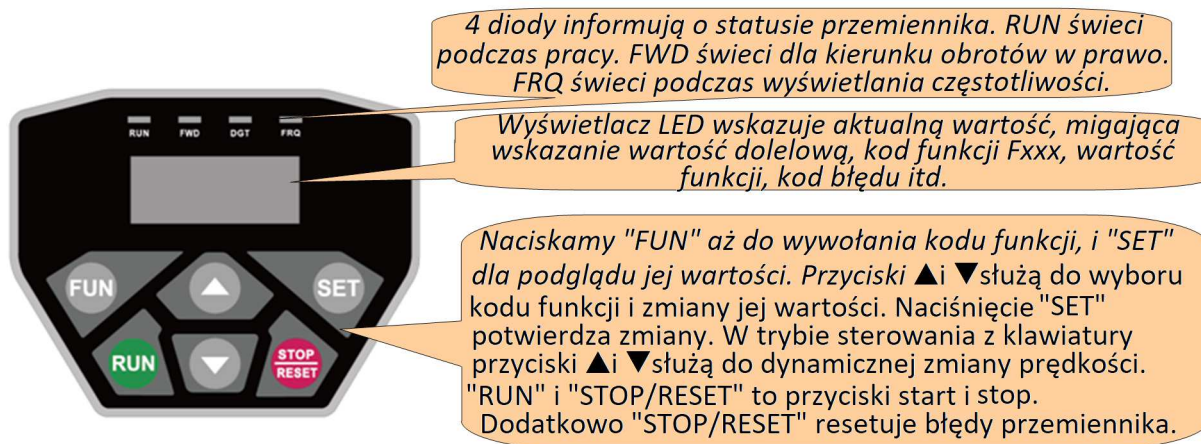 4 diody informują o statusie przemiennika. RUN świeci
podczas pracy. FWD świeci dla kierunku obrotów w prawo.
FRQ świeci podczas wyświetlania częstotliwości.
RUN FWD DGT FRQ
Wyświetlacz LED wskazuje aktualną wartość, migająca
wskazanie wartość dolelową, kod funkcji Fxxx, wartość
funkcji, kod błędu itd.
FUN SET
RUN STOP
RESET
Naciskamy "FUN" aż do wywołania kodu funkcji, i "SET"
dla podglądu jej wartości. Przyciski ▲i ▼służą do wyboru
kodu funkcji i zmiany jej wartości. Naciśnięcie "SET"
potwierdza zmiany. W trybie sterowania z klawiatury
przyciski ▲i ▼służą do dynamicznej zmiany prędkości.
"RUN" i "STOP/RESET" to przyciski start i stop.
Dodatkowo "STOP/RESET" resetuje błędy przemiennika.